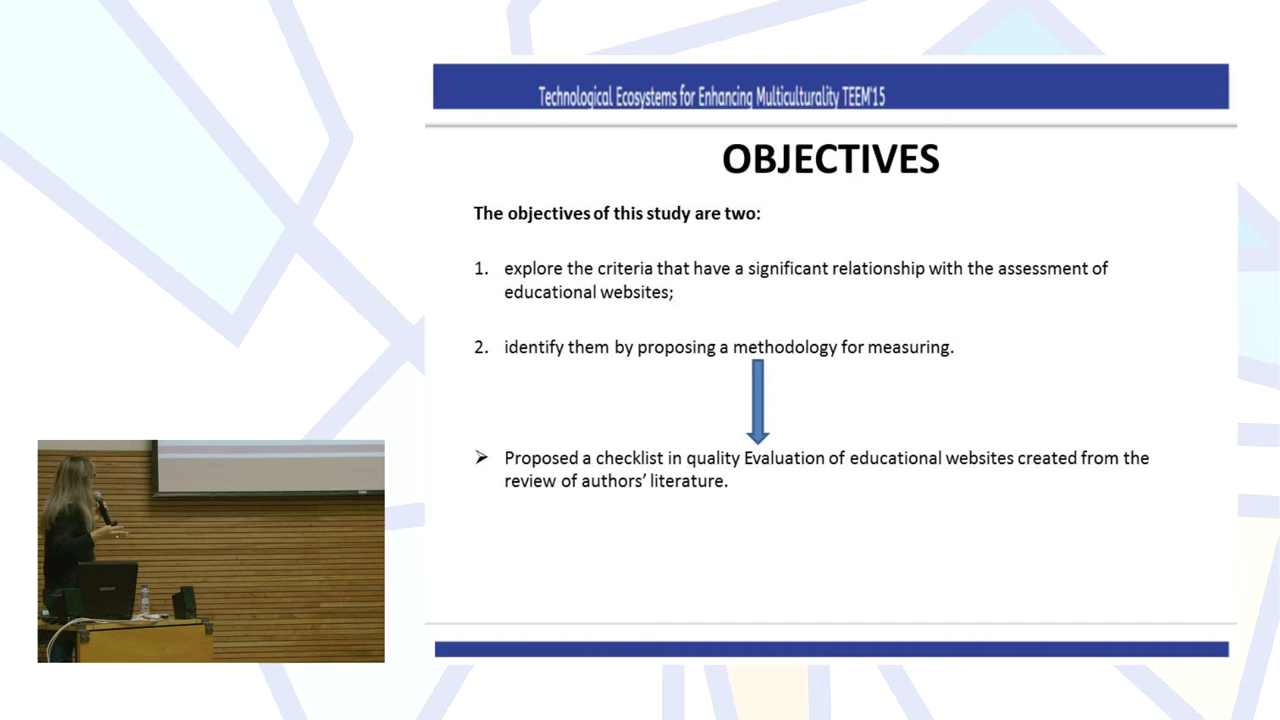 Technological Ecosystems for Enhancing Multiculturality TEEM'15
OBJECTIVES
The objectives of this study are two:
1. explore the criteria that have a significant relationship with the assessment of
educational websites;
2. identify them by proposing a methodology for measuring.
➢ Proposed a checklist in quality Evaluation of educational websites created from the
review of authors’ literature.